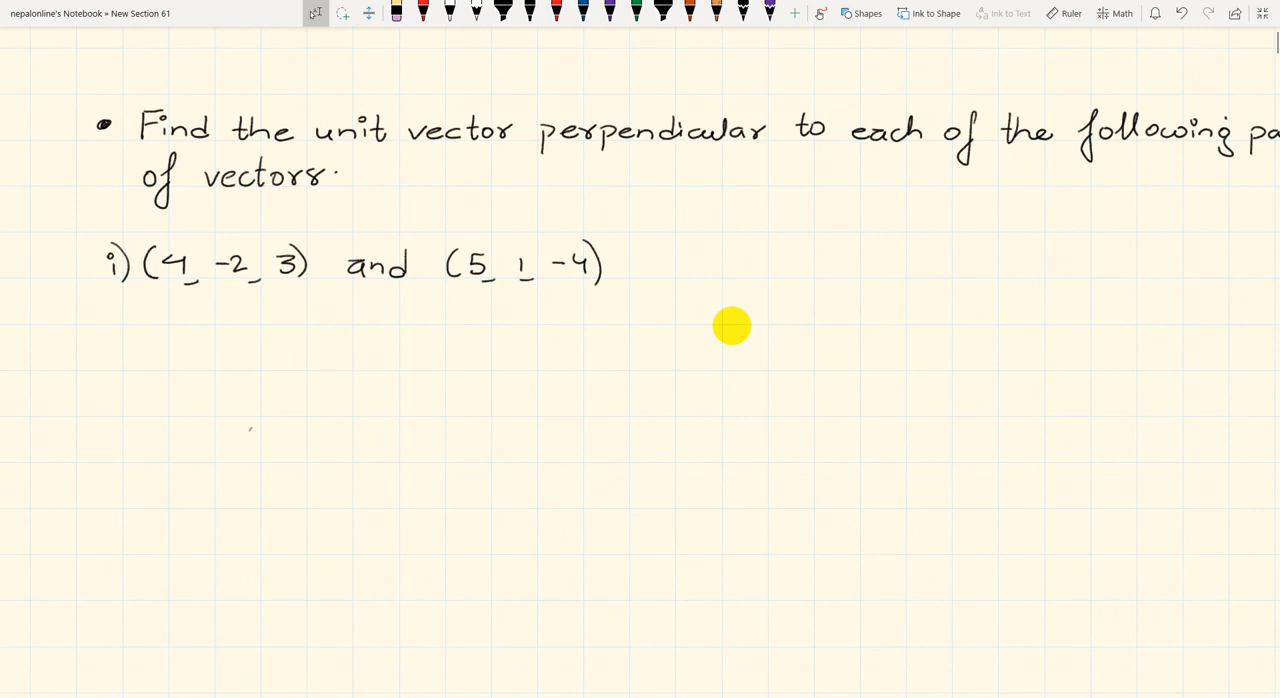 nepalonline's Notebook » New Section 61
Shapes Ink to Shape Ink to Text Ruler Math
• Find the unit vector perpendicular to each of the following
of vectors.
i) (4, -2, 3) and (5, 1, -4)